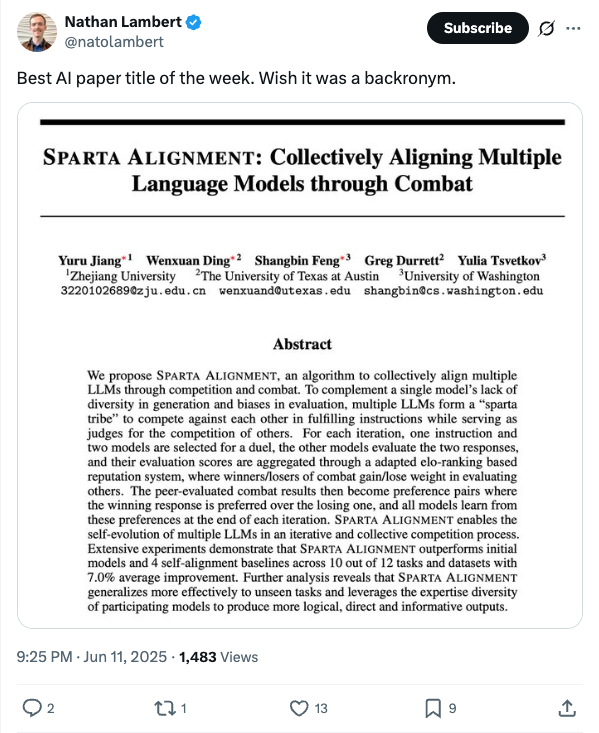 Nathan Lambert
@natolambert
Subscribe
Best AI paper title of the week. Wish it was a backronym.
SPARTA ALIGNMENT: Collectively Aligning Multiple
Language Models through Combat
Yuru Jiang*1 Wenxuan Ding*2 Shangbin Feng*3 Greg Durrett2 Yulia Tsvetkov3
1Zhejiang University 2The University of Texas at Austin 3University of Washington
3220102689@zju.edu.cn wenxuand@utexas.edu shangbin@cs.washington.edu
Abstract
We propose SPARTA ALIGNMENT, an algorithm to collectively align multiple
LLMs through competition and combat. To complement a single model's lack of
diversity in generation and biases in evaluation, multiple LLMs form a "sparta
tribe" to compete against each other in fulfilling instructions while serving as
judges for the competition of others. For each iteration, one instruction and
two models are selected for a duel, the other models evaluate the two responses,
and their evaluation scores are aggregated through a adapted elo-ranking based
reputation system, where winners/losers of combat gain/lose weight in evaluating
others. The peer-evaluated combat results then become preference pairs where
the winning response is preferred over the losing one, and all models learn from
these preferences at the end of each iteration. SPARTA ALIGNMENT enables the
self-evolution of multiple LLMs in an iterative and collective competition process.
Extensive experiments demonstrate that SPARTA ALIGNMENT outperforms initial
models and 4 self-alignment baselines across 10 out of 12 tasks and datasets with
7.0% average improvement. Further analysis reveals that SPARTA ALIGNMENT
generalizes more effectively to unseen tasks and leverages the expertise diversity
of participating models to produce more logical, direct and informative outputs.
9:25 PM · Jun 11, 2025 · 1,483 Views
2 1 13 9